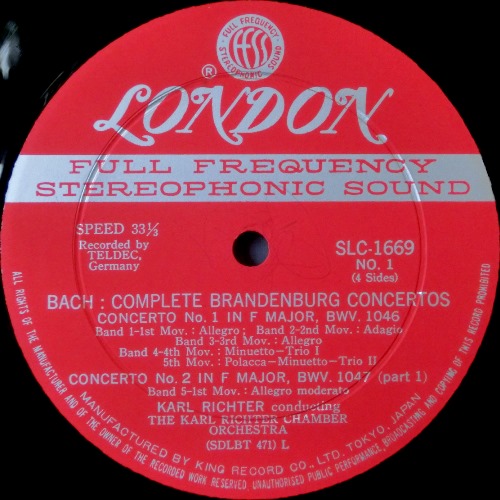 FULL FREQUENCY
ffss
STEREOPHONIC SOUND
®
LONDON
FULL FREQUENCY
STEREOPHONIC SOUND
SPEED 33⅓
Recorded by
TELDEC,
Germany
SLC-1669
NO. 1
(4 Sides)
BACH : COMPLETE BRANDENBURG CONCERTOS
CONCERTO No. 1 IN F MAJOR, BWV. 1046
Band 1-1st Mov. : Allegro ; Band 2-2nd Mov. : Adagio
Band 3-3rd Mov. : Allegro
Band 4-4th Mov. : Minuetto-Trio I
5th Mov. : Polacca-Minuetto-Trio II
CONCERTO No. 2 IN F MAJOR, BWV. 1047 (part 1)
Band 5-1st Mov. : Allegro moderato
KARL RICHTER conducting
THE KARL RICHTER CHAMBER
ORCHESTRA
(SDLBT 471) L
MANUFACTURED BY KING RECORD CO., LTD. TOKYO. JAPAN
ALL RIGHTS OF THE MANUFACTURER AND OF THE OWNER OF THE RECORDED WORK RESERVED. UNAUTHORISED PUBLIC PERFORMANCE, BROADCASTING AND COPYING OF THIS RECORD PROHIBITED